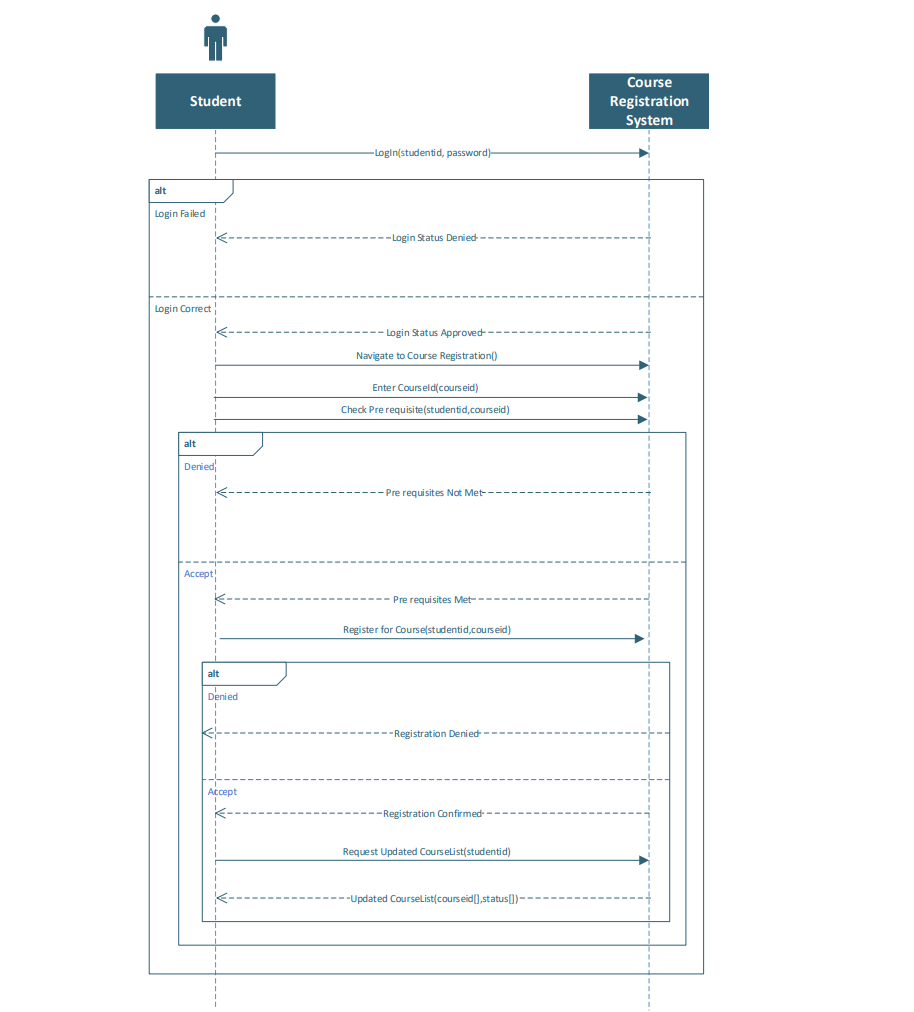 Student
Course
Registration
System
LogIn(studentid, password)
alt
Login Failed
Login Status Denied
Login Correct
Login Status Approved
Navigate to Course Registration()
Enter CourseId(courseid)
Check Pre requisite(studentid,courseid)
alt
Denied
Pre requisites Not Met
Accept
Pre requisites Met
Register for Course(studentid,courseid)
alt
Denied
Registration Denied
Accept
Registration Confirmed
Request Updated CourseList(studentid)
Updated CourseList(courseid[],status[])